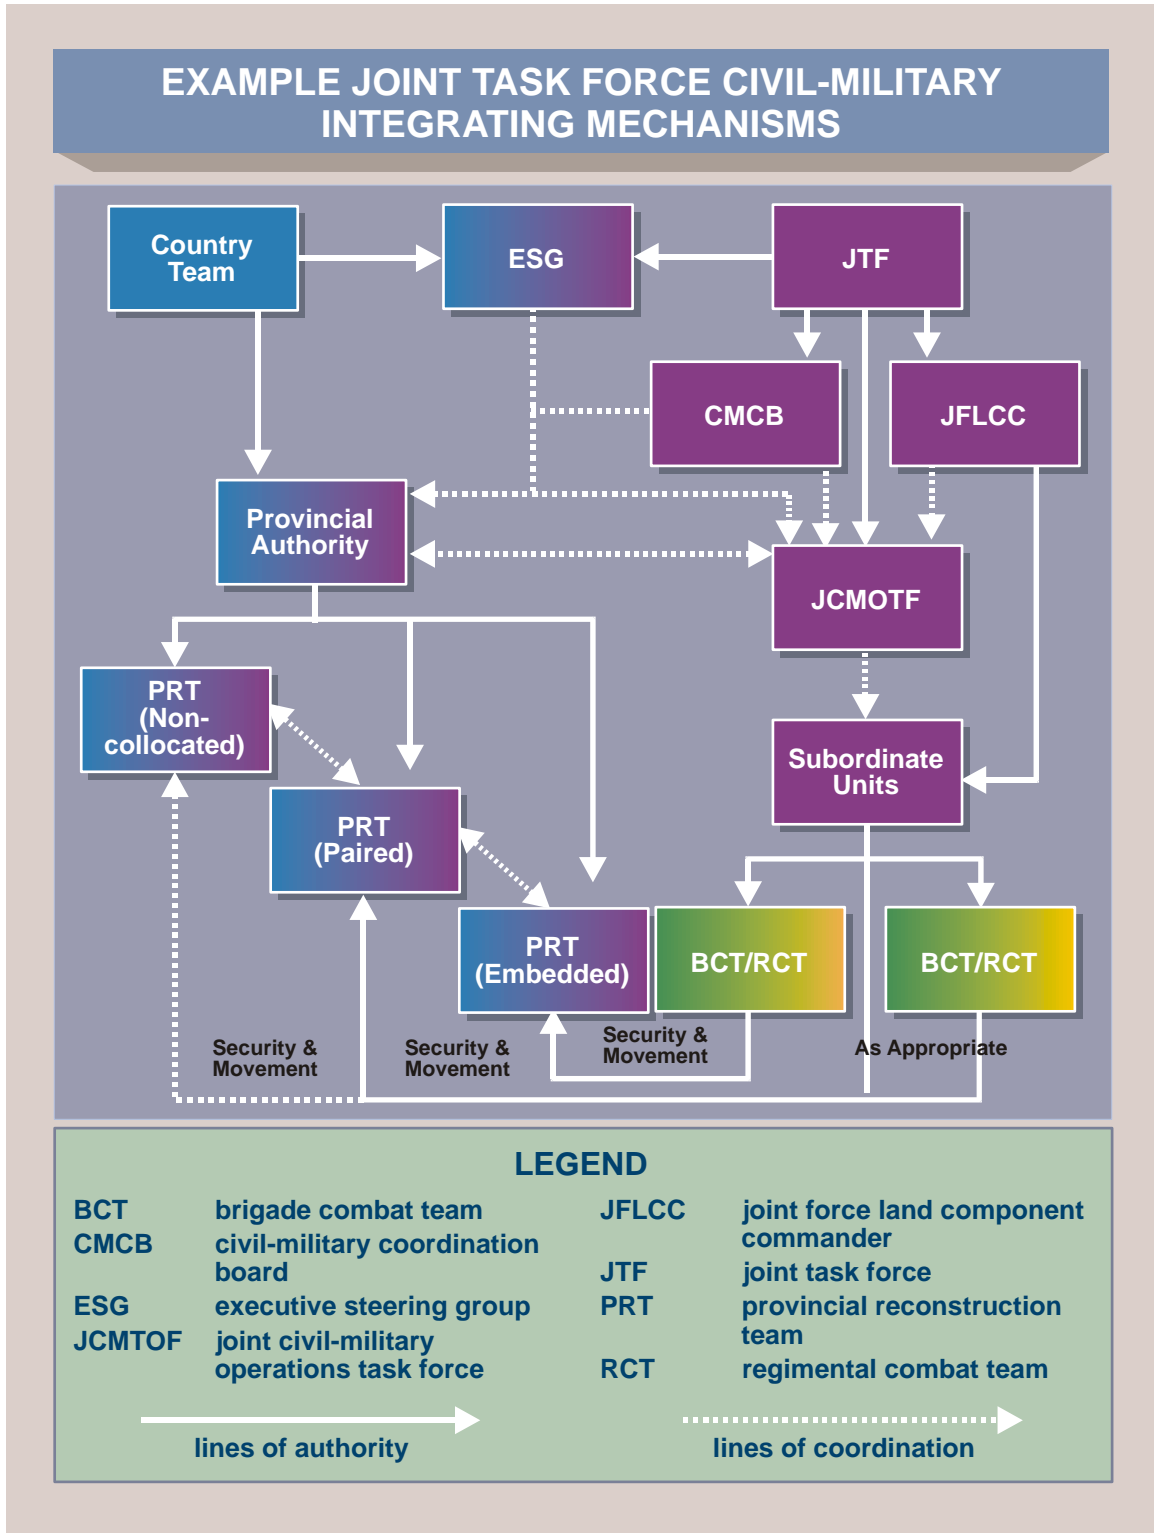 EXAMPLE JOINT TASK FORCE CIVIL-MILITARY
INTEGRATING MECHANISMS
Country
Team
ESG
JTF
CMCB
JFLCC
Provincial
Authority
JCMOTF
PRT
(Non-
collocated)
Subordinate
Units
PRT
(Paired)
PRT
(Embedded)
BCT/RCT
BCT/RCT
Security &
Movement
Security &
Movement
Security &
Movement
As Appropriate
LEGEND
BCT brigade combat team
CMCB civil-military coordination
board
ESG executive steering group
JCMTOF joint civil-military
operations task force
JFLCC joint force land component
commander
JTF joint task force
PRT provincial reconstruction
team
RCT regimental combat team
lines of authority
lines of coordination